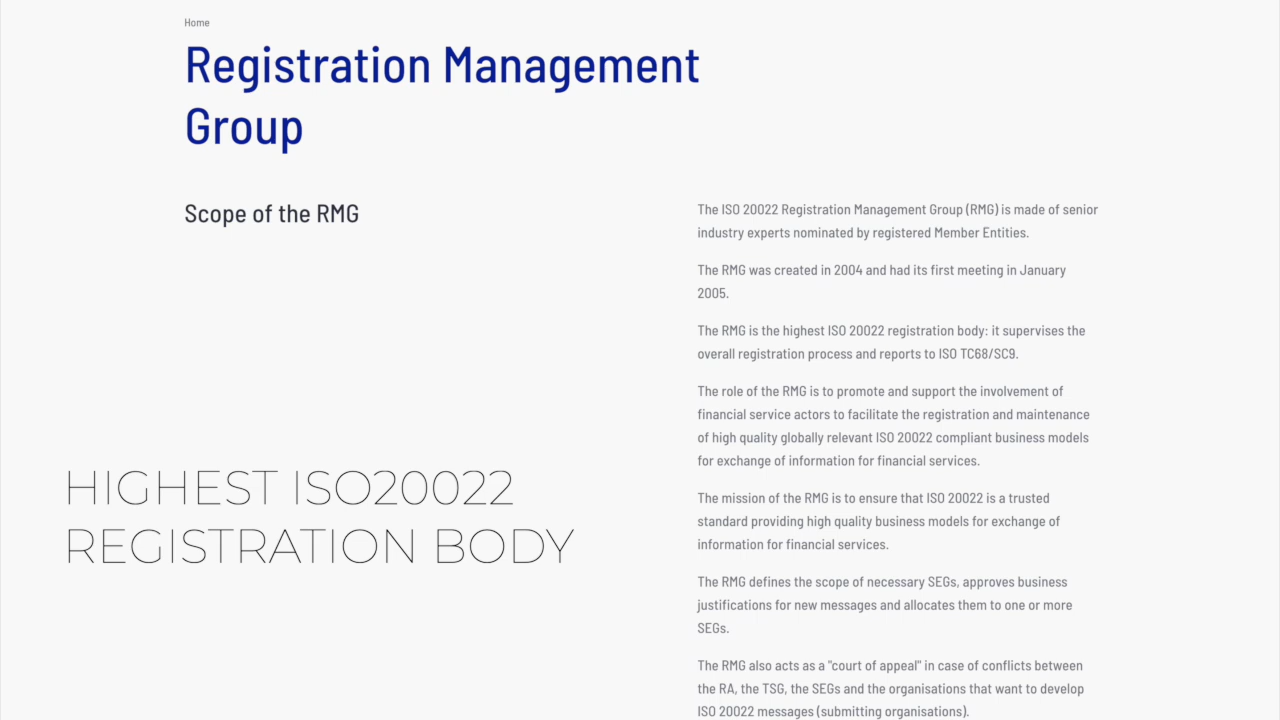 Home
Registration Management
Group
Scope of the RMG
The ISO 20022 Registration Management Group (RMG) is made of senior
industry experts nominated by registered Member Entities.
The RMG was created in 2004 and had its first meeting in January
2005.
The RMG is the highest ISO 20022 registration body: it supervises the
overall registration process and reports to ISO TC68/SC9.
The role of the RMG is to promote and support the involvement of
financial service actors to facilitate the registration and maintenance
of high quality globally relevant ISO 20022 compliant business models
for exchange of information for financial services.
The mission of the RMG is to ensure that ISO 20022 is a trusted
standard providing high quality business models for exchange of
information for financial services.
The RMG defines the scope of necessary SEGs, approves business
justifications for new messages and allocates them to one or more
SEGs.
The RMG also acts as a "court of appeal" in case of conflicts between
the RA, the TSG, the SEGs and the organisations that want to develop
ISO 20022 messages (submitting organisations).
HIGHEST ISO20022
REGISTRATION BODY